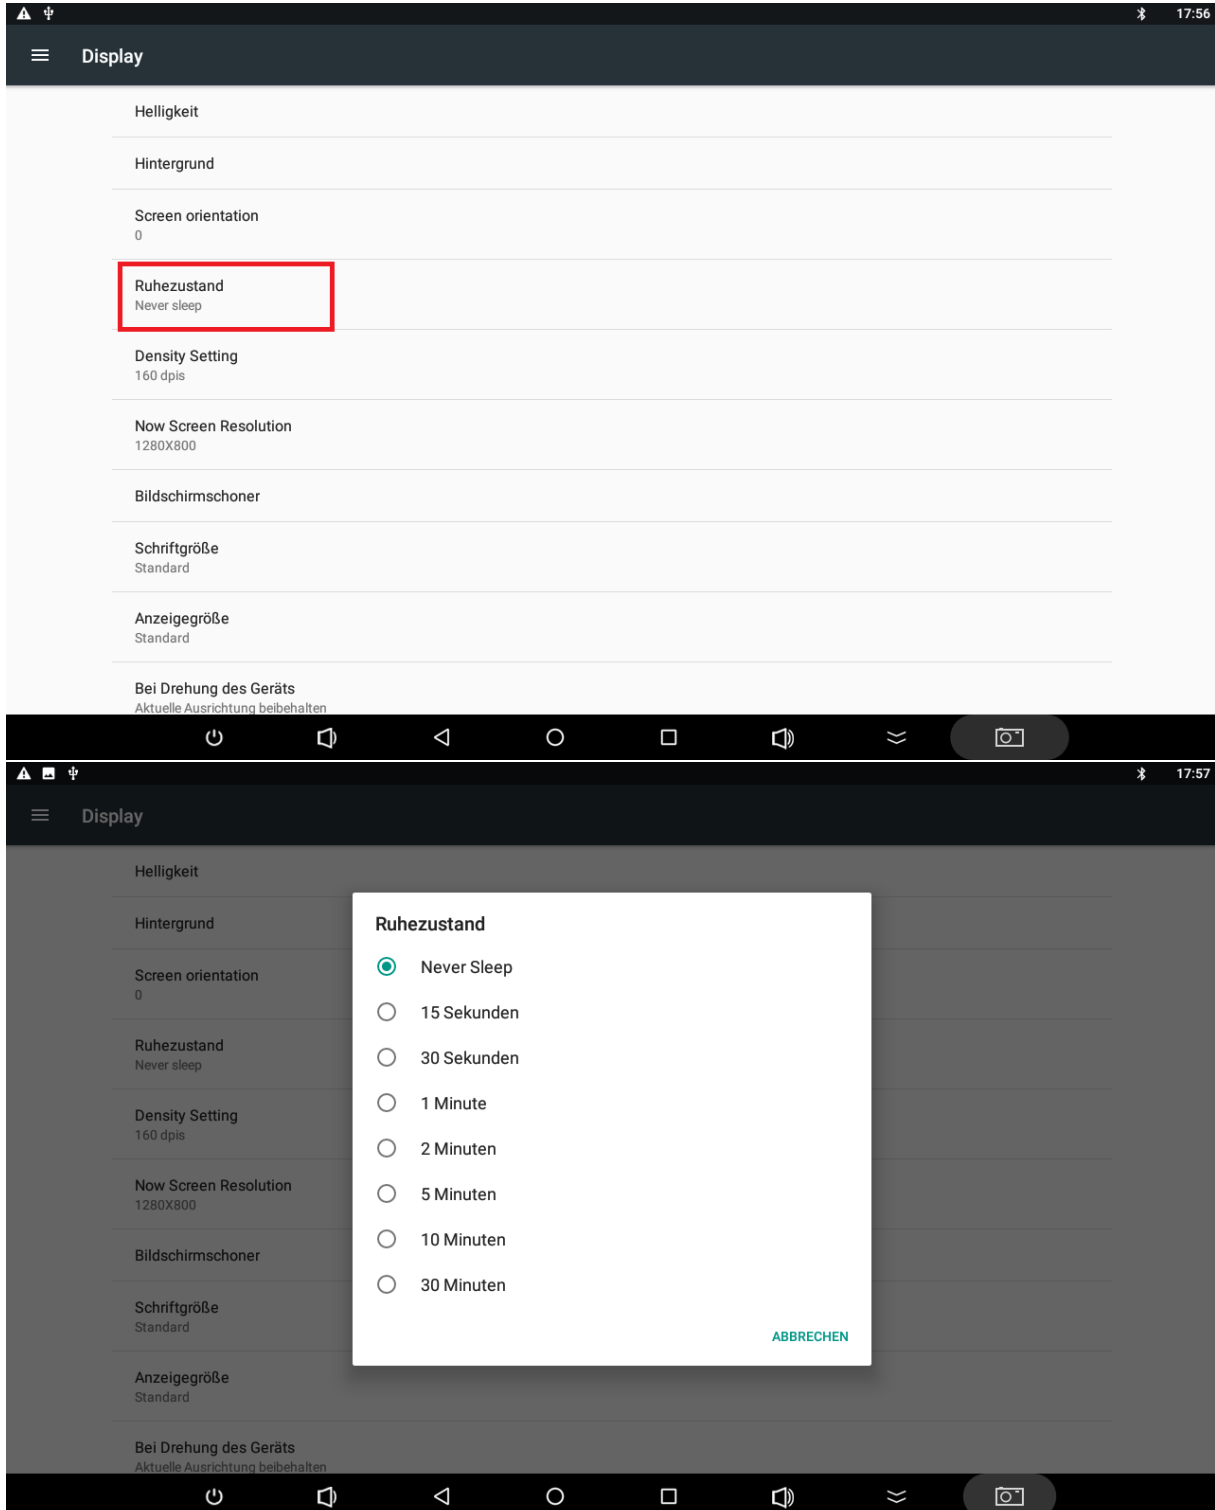 17:56
Display
Helligkeit
Hintergrund
Screen orientation
0
Ruhezustand
Never sleep
Density Setting
160 dpis
Now Screen Resolution
1280X800
Bildschirmschoner
Schriftgröße
Standard
Anzeigegröße
Standard
Bei Drehung des Geräts
Aktuelle Ausrichtung beibehalten
17:57
Display
Helligkeit
Hintergrund
Screen orientation
0
Ruhezustand
Never sleep
Density Setting
160 dpis
Now Screen Resolution
1280X800
Bildschirmschoner
Schriftgröße
Standard
Anzeigegröße
Standard
Bei Drehung des Geräts
Aktuelle Ausrichtung beibehalten
Ruhezustand
Never Sleep
15 Sekunden
30 Sekunden
1 Minute
2 Minuten
5 Minuten
10 Minuten
30 Minuten
ABBRECHEN